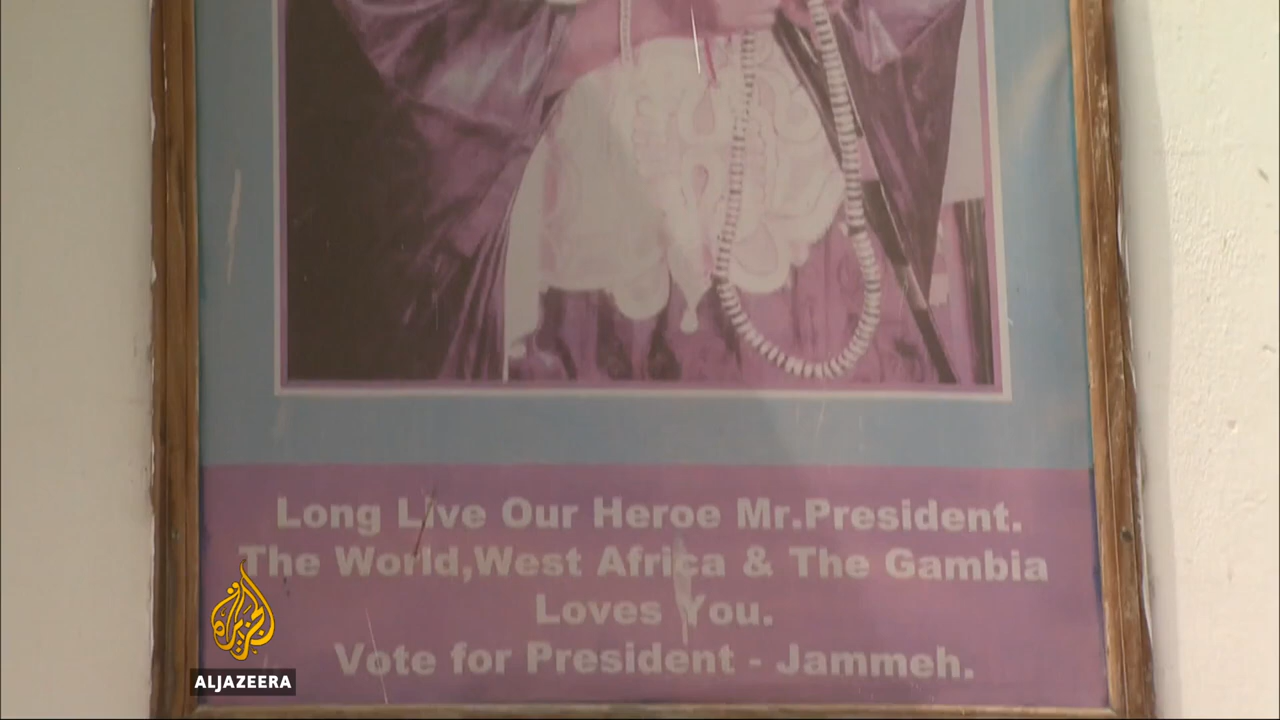 Long Live Our Heroe Mr.President.
The World,West Africa & The Gambia
Loves You.
Vote for President - Jammeh.
الجزيرة
ALJAZEERA